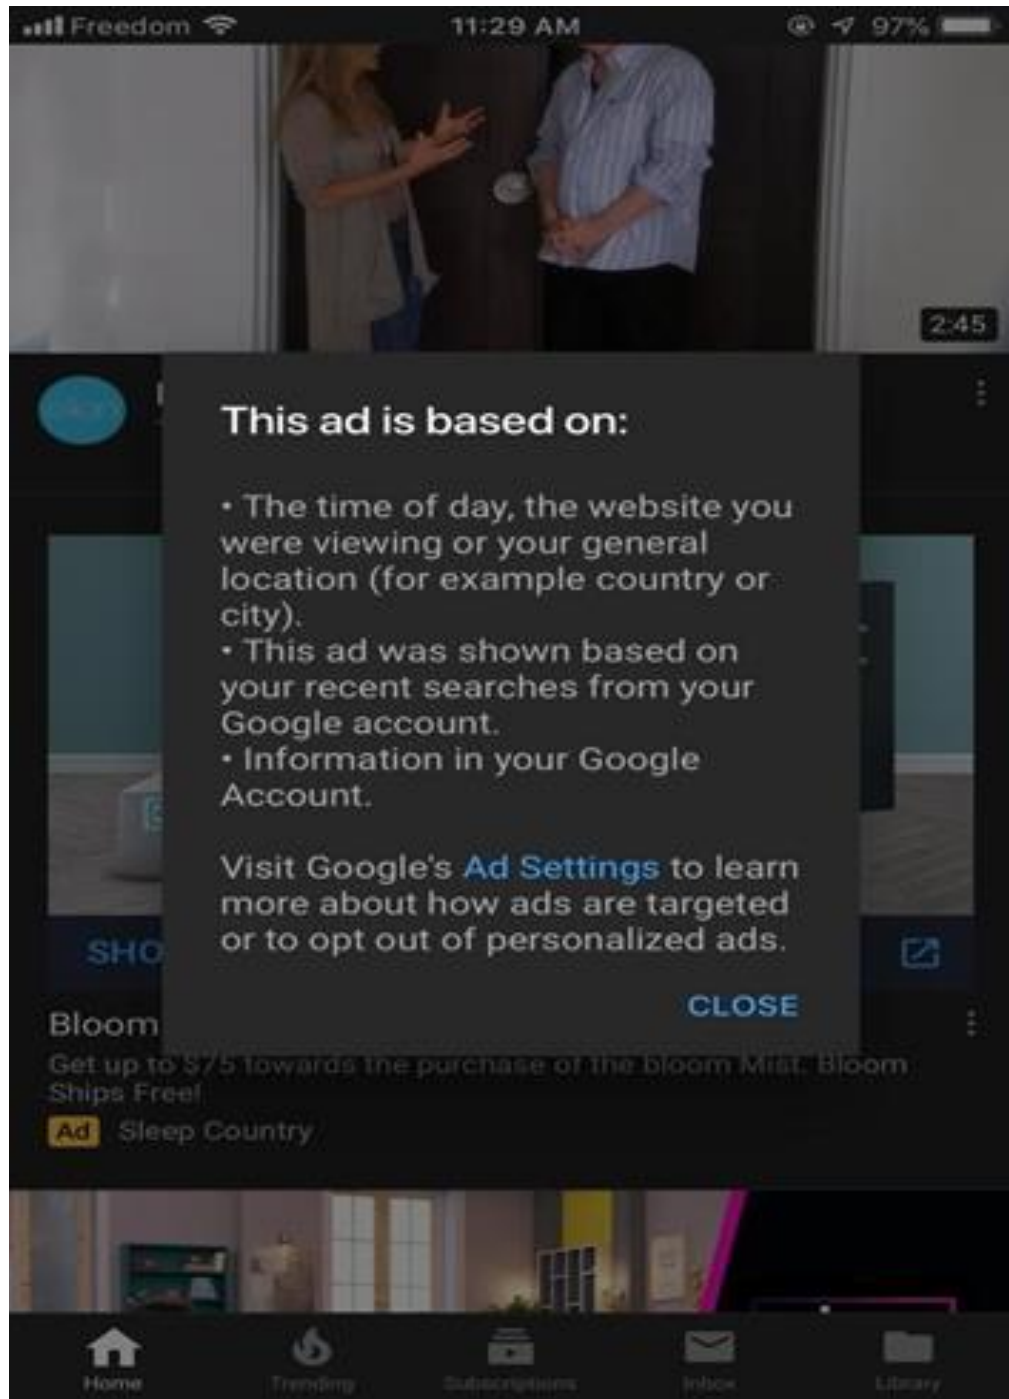 Freedom 11:29 AM 97%
2:45
This ad is based on:
• The time of day, the website you
were viewing or your general
location (for example country or
city).
• This ad was shown based on
your recent searches from your
Google account.
• Information in your Google
Account.
Visit Google's Ad Settings to learn
more about how ads are targeted
or to opt out of personalized ads.
SHO
CLOSE
Bloom
Get up to $75 towards the purchase of the bloom Mist. Bloom
Ships Free!
Ad Sleep Country
Home Trending Subscriptions Inbox Library